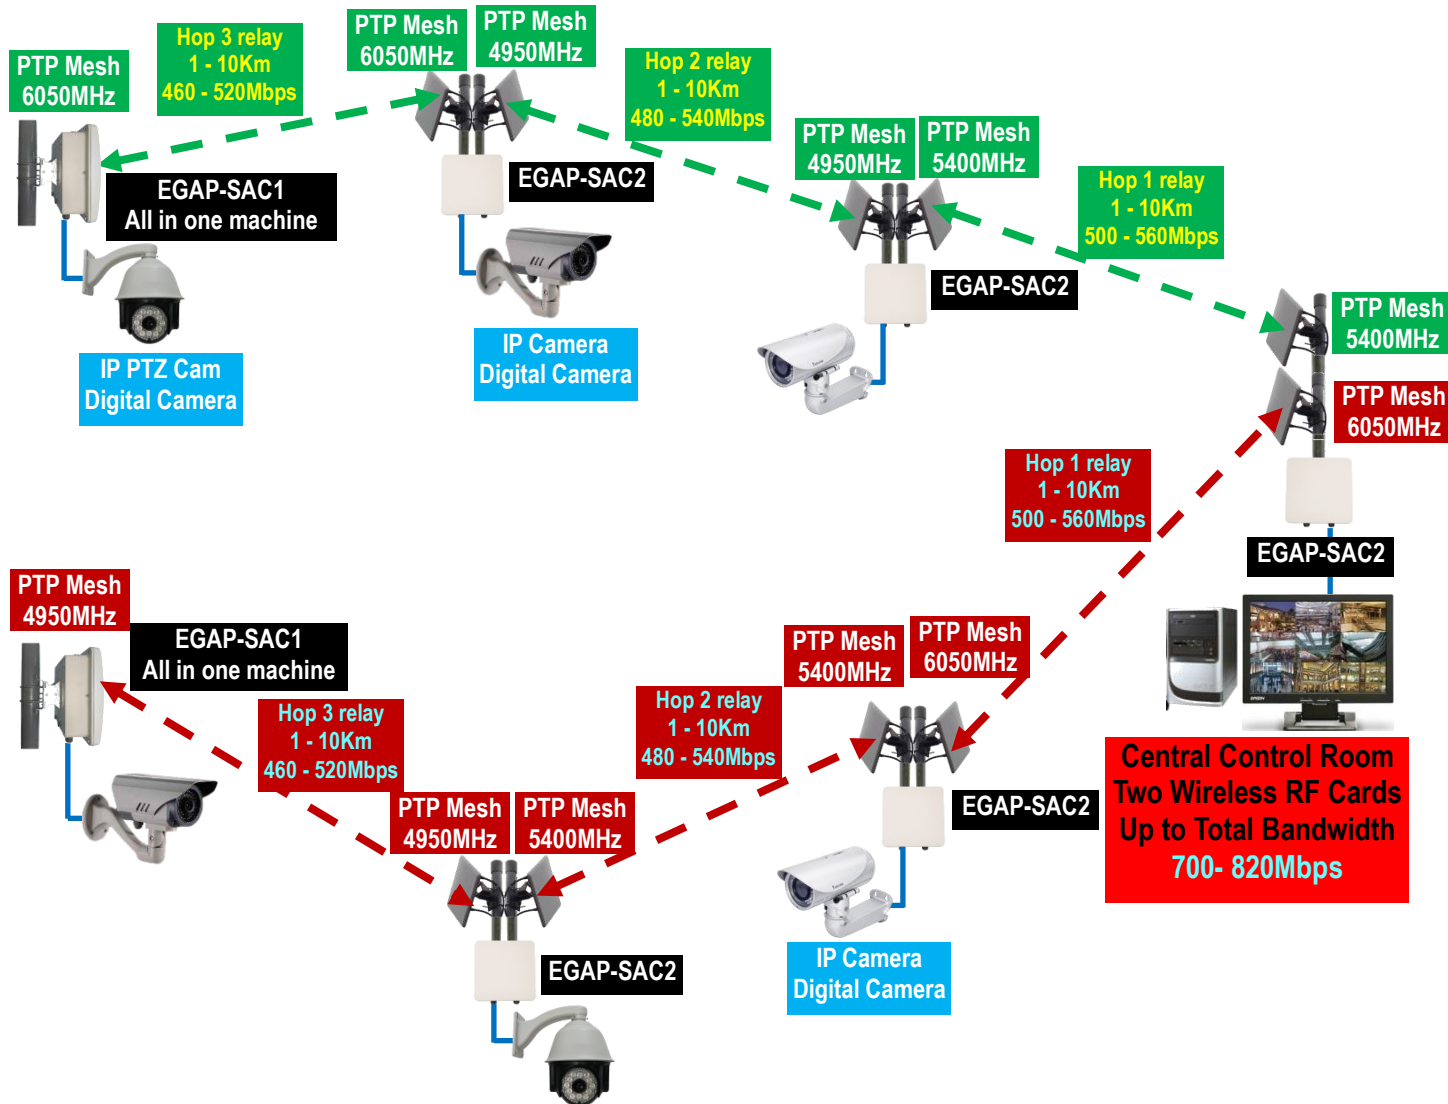 PTP Mesh
6050MHz
Hop 3 relay
1 - 10Km
460 - 520Mbps
PTP Mesh
6050MHz
PTP Mesh
4950MHz
Hop 2 relay
1 - 10Km
480 - 540Mbps
PTP Mesh
4950MHz
PTP Mesh
5400MHz
Hop 1 relay
1 - 10Km
500 - 560Mbps
PTP Mesh
5400MHz
EGAP-SAC1
All in one machine
EGAP-SAC2
EGAP-SAC2
IP PTZ Cam
Digital Camera
IP Camera
Digital Camera
PTP Mesh
6050MHz
Hop 1 relay
1 - 10Km
500 - 560Mbps
EGAP-SAC2
PTP Mesh
4950MHz
EGAP-SAC1
All in one machine
Hop 3 relay
1 - 10Km
460 - 520Mbps
Hop 2 relay
1 - 10Km
480 - 540Mbps
PTP Mesh
5400MHz
PTP Mesh
6050MHz
PTP Mesh
4950MHz
PTP Mesh
5400MHz
EGAP-SAC2
Central Control Room
Two Wireless RF Cards
Up to Total Bandwidth
700- 820Mbps
EGAP-SAC2
IP Camera
Digital Camera